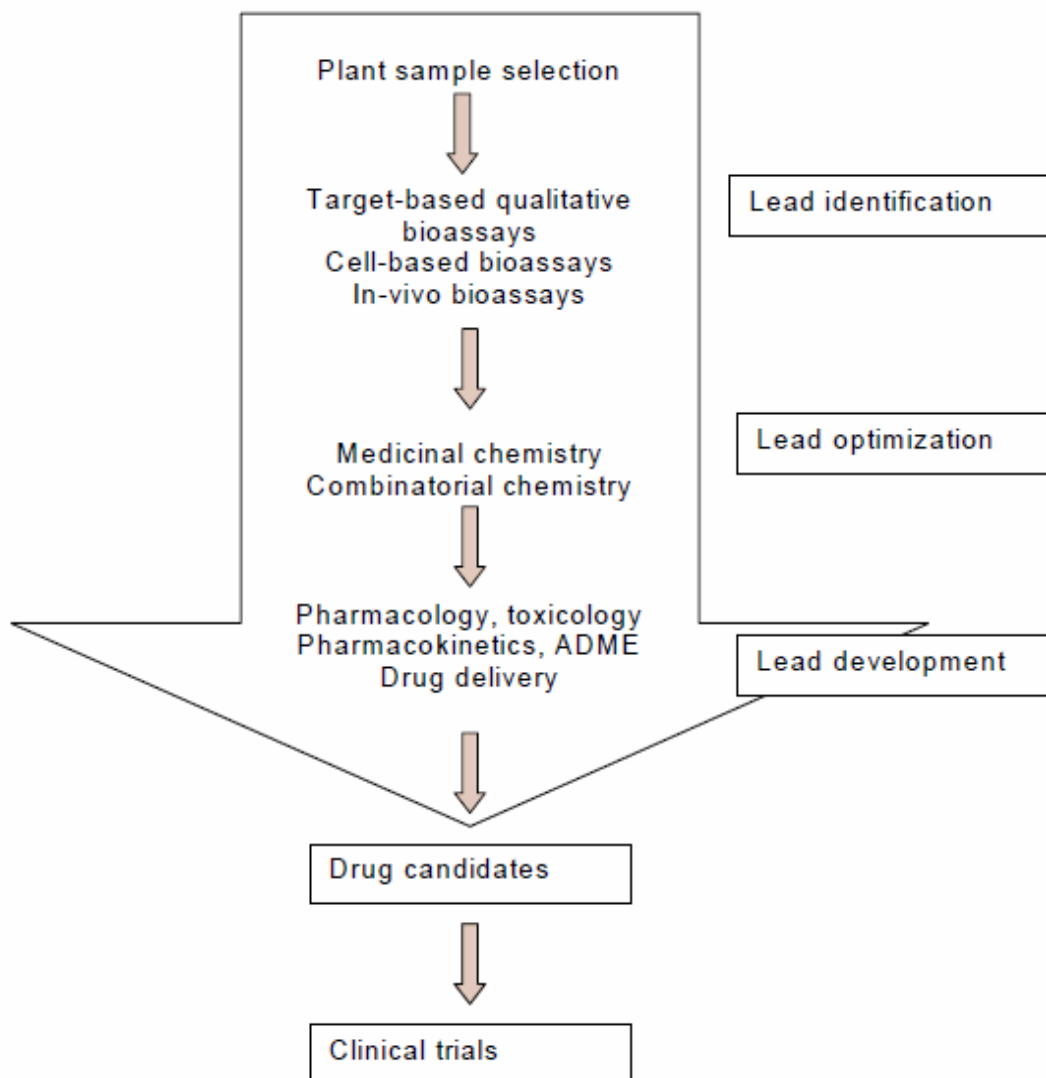 Plant sample selection
Target-based qualitative
bioassays
Cell-based bioassays
In-vivo bioassays
Lead identification
Medicinal chemistry
Combinatorial chemistry
Lead optimization
Pharmacology, toxicology
Pharmacokinetics, ADME
Drug delivery
Lead development
Drug candidates
Clinical trials